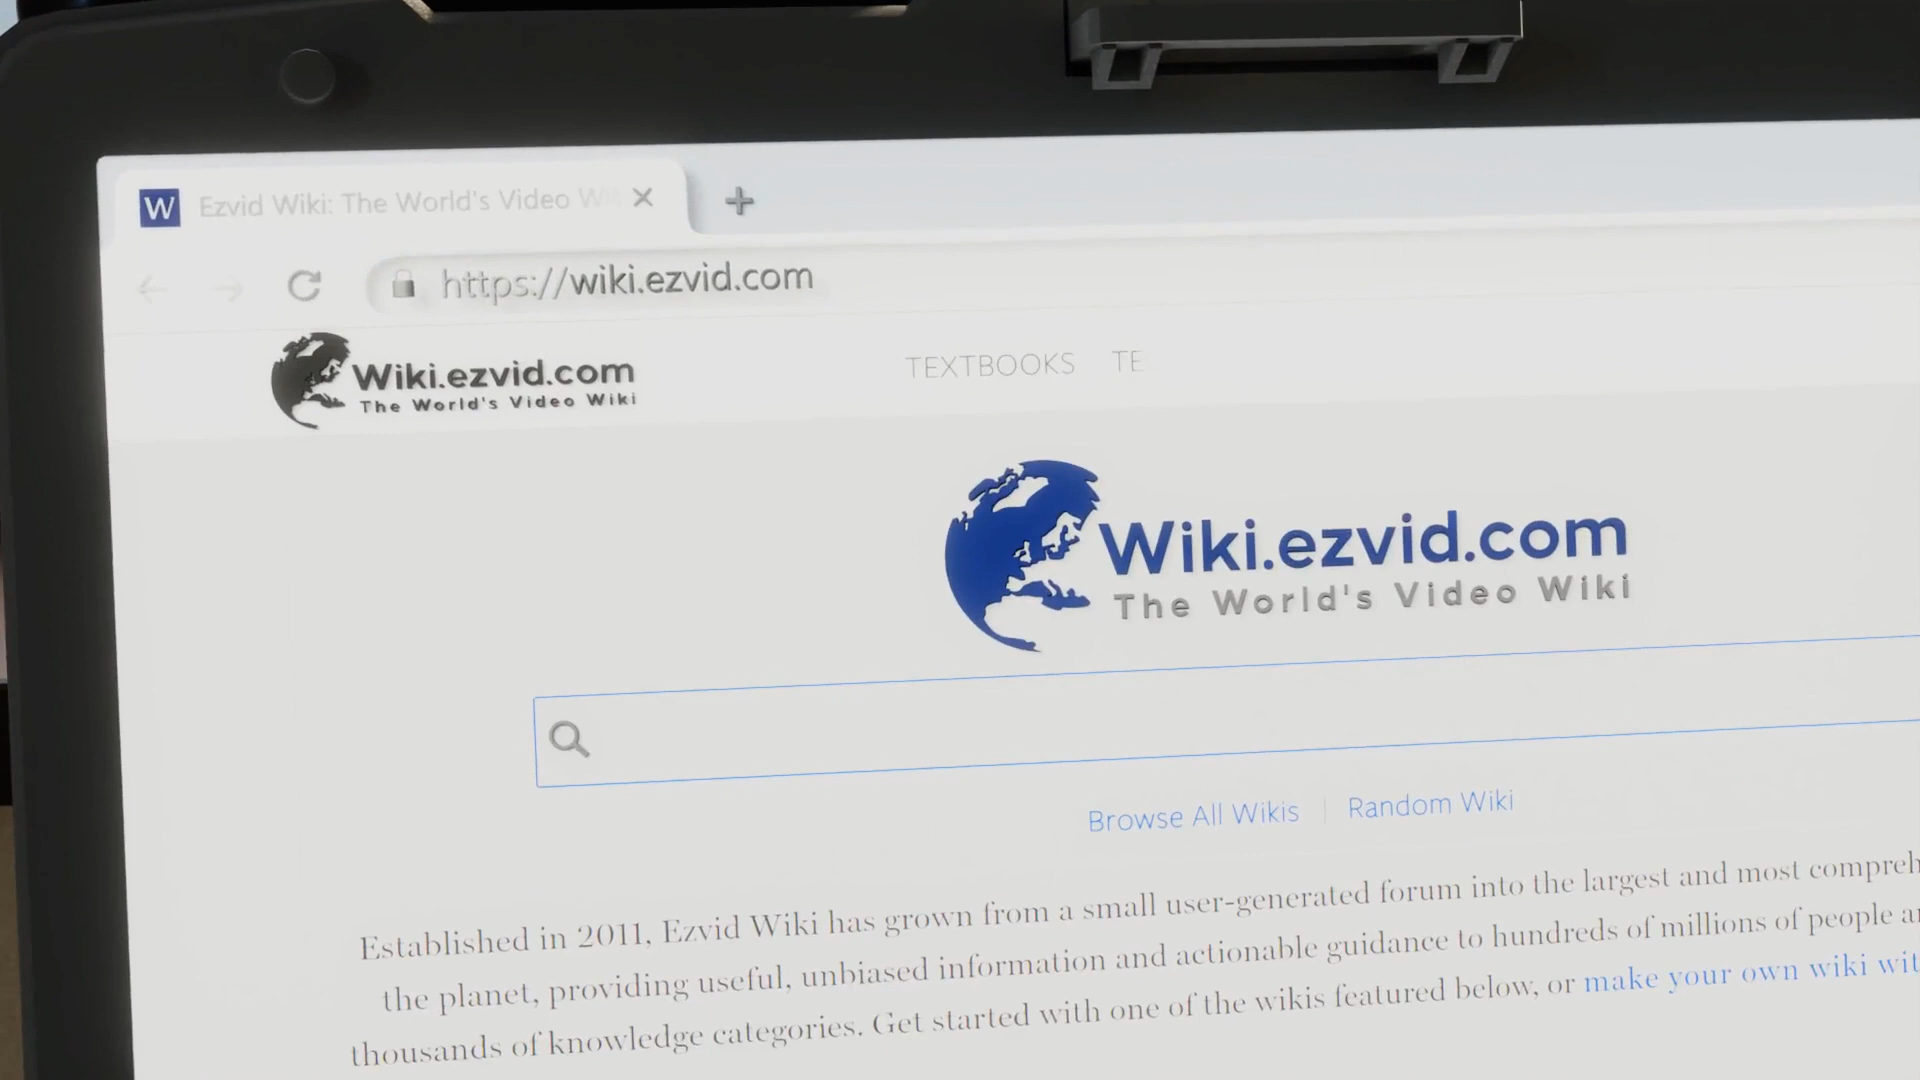 W Ezvid Wiki: The World's Video
https://wiki.ezvid.com
Wiki.ezvid.com
The World's Video Wiki
TEXTBOOKS TE
Wiki.ezvid.com
The World's Video Wiki
Browse All Wikis | Random Wiki
Established in 2011, Ezvid Wiki has grown from a small user-generated forum into the largest and most compreh
the planet, providing useful, unbiased information and actionable guidance to hundreds of millions of people
thousands of knowledge categories. Get started with one of the wikis featured below, or make your own wiki wit